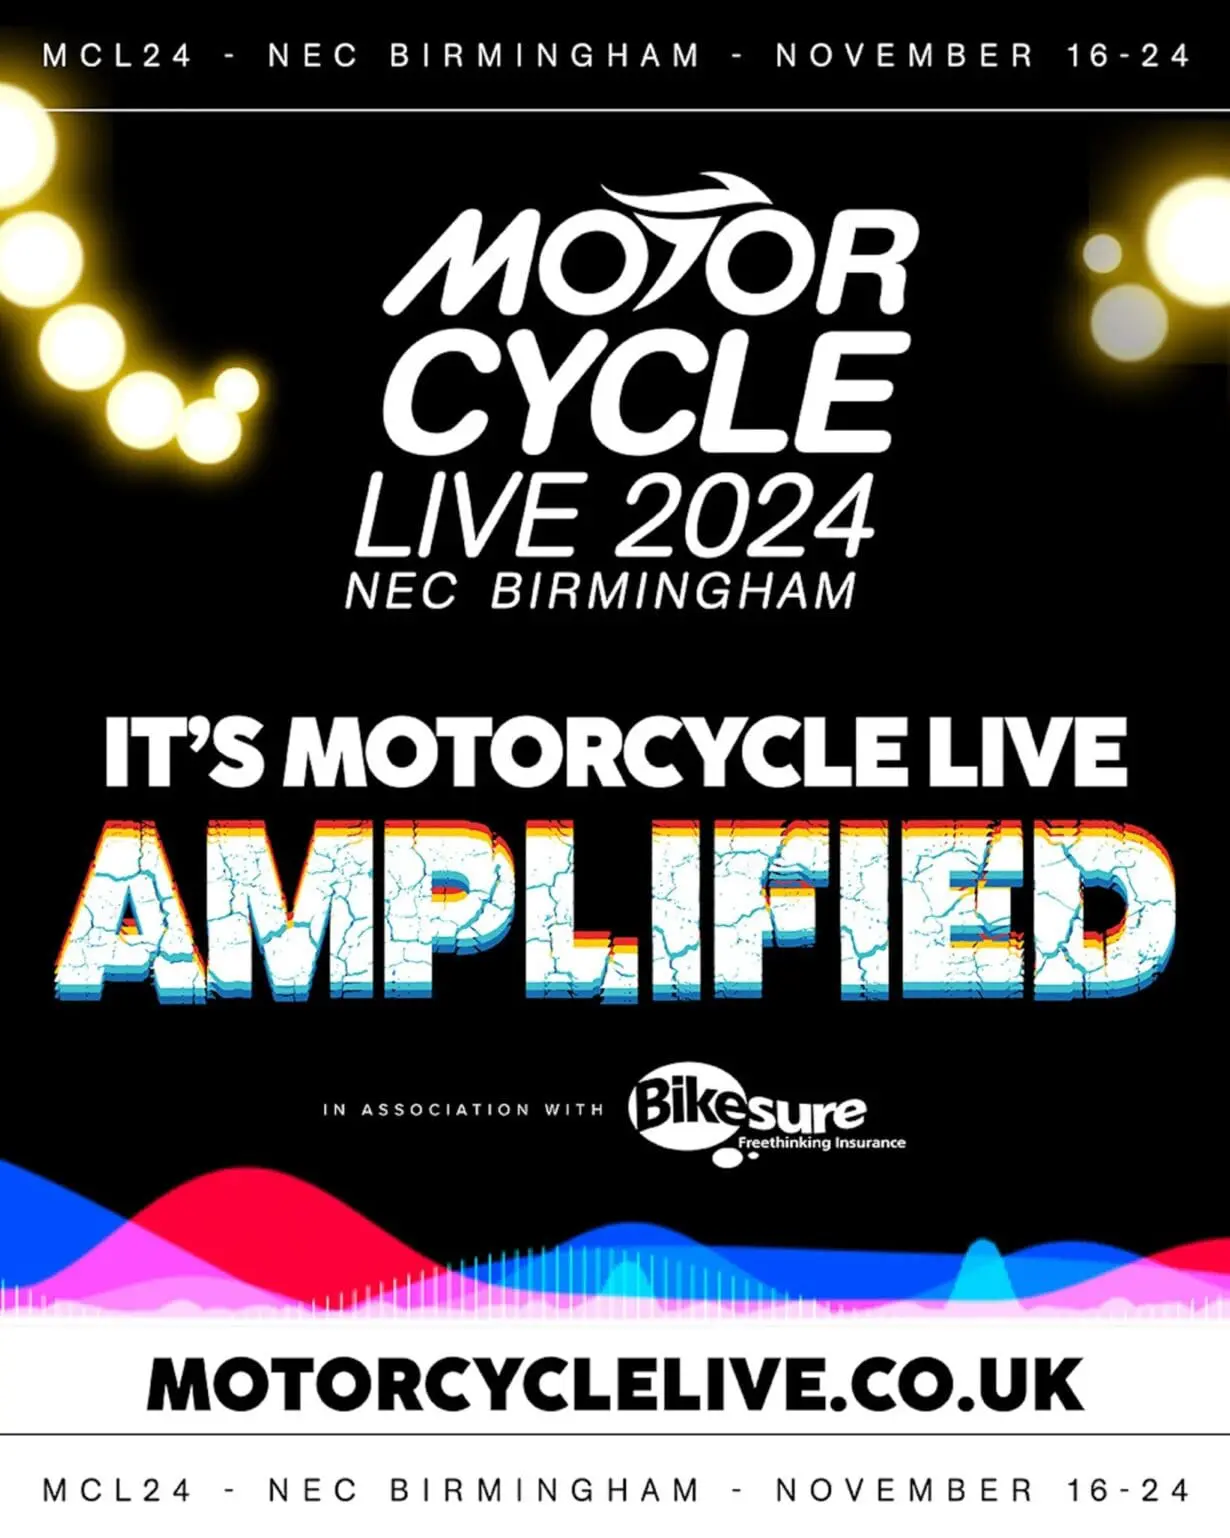 MCL24 - NEC BIRMINGHAM - NOVEMBER 16-24
MOTOR
CYCLE
LIVE 2024
NEC BIRMINGHAM
IT'S MOTORCYCLE LIVE
AMPLIFIED
IN ASSOCIATION WITH Bikesure
Freethinking Insurance
MOTORCYCLELIVE.CO.UK
MCL24 - NEC BIRMINGHAM - NOVEMBER 16-24